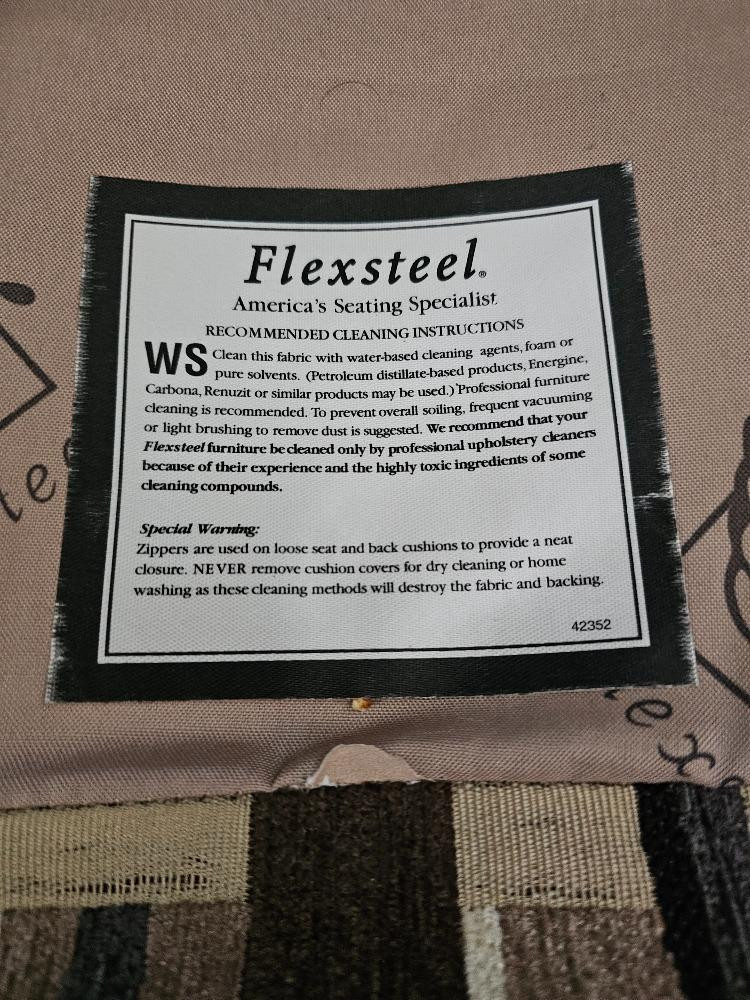 Flexsteel®
America's Seating Specialist
RECOMMENDED CLEANING INSTRUCTIONS
WS Clean this fabric with water-based cleaning agents, foam or
pure solvents. (Petroleum distillate-based products, Energine,
Carbona, Renuzit or similar products may be used.) Professional furniture
cleaning is recommended. To prevent overall soiling, frequent vacuuming
or light brushing to remove dust is suggested. We recommend that your
Flexsteel furniture be cleaned only by professional upholstery cleaners
because of their experience and the highly toxic ingredients of some
cleaning compounds.
Special Warning:
Zippers are used on loose seat and back cushions to provide a neat
closure. NEVER remove cushion covers for dry cleaning or home
washing as these cleaning methods will destroy the fabric and backing.
42352